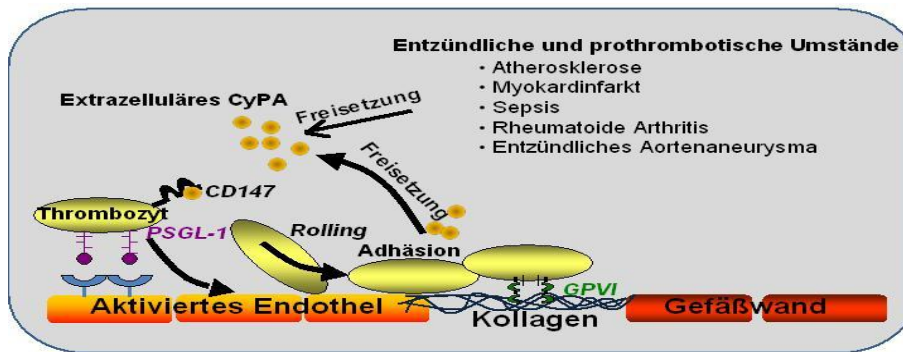 Entzündliche und prothrombotische Umstände
· Atherosklerose
· Myokardinfarkt
· Sepsis
· Rheumatoide Arthritis
· Entzündliches Aortenaneurysma
Extrazelluläres CyPA
Freisetzung
Freisetzung
CD147
Thrombozyt
PSGL-1
Rolling
Adhäsion
GPVI
Aktiviertes Endothel
Kollagen
Gefäßwand